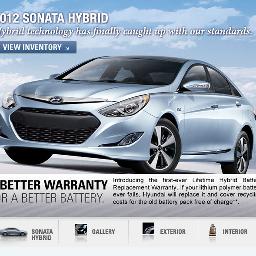 012 SONATA HYBRID
ybrid technology has finally caught up with our standards.
VIEW INVENTORY »
BETTER WARRANTY
OR A BETTER BATTERY.
Introducing the first-ever Lifetime Hybrid Batte
Replacement Warranty. If your lithium polymer batte
ever fails, Hyundai will replace it and cover recycling
costs for the old battery pack free of charge**.
SONATA
HYBRID
GALLERY
EXTERIOR
INTERIOR